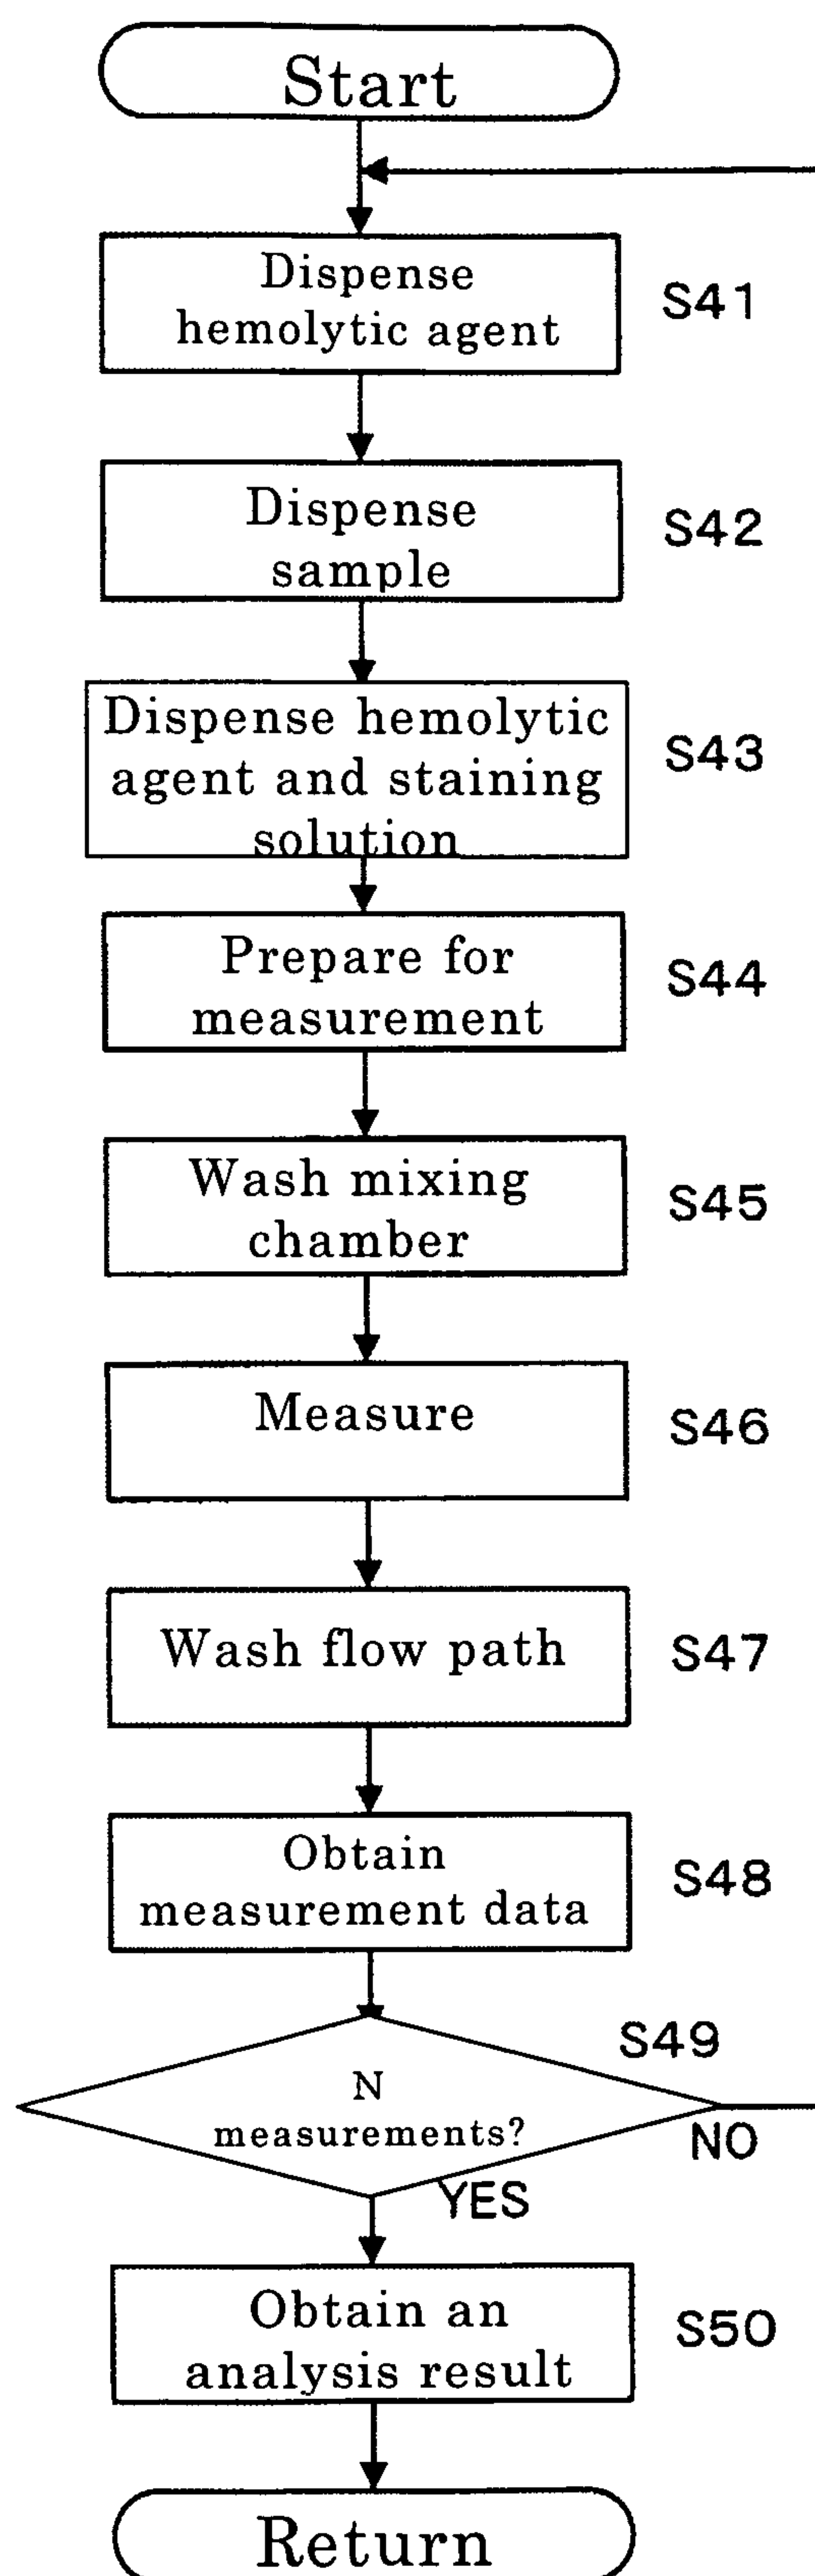 Start
Dispense
hemolytic agent
S41
Dispense
sample
S42
Dispense hemolytic
agent and staining
solution
S43
Prepare for
measurement
S44
Wash mixing
chamber
S45
Measure
S46
Wash flow path
S47
Obtain
measurement data
S48
S49
N
measurements?
NO
YES
Obtain an
analysis result
S50
Return